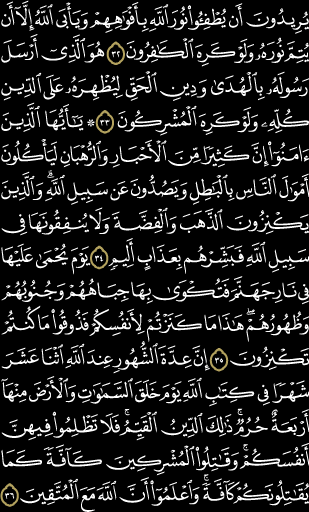 يُرِيدُونَ أَن يُطْفِـُٔوا۟ نُورَ ٱللَّهِ بِأَفْوَٰهِهِمْ وَيَأْبَى ٱللَّهُ إِلَّآ أَن
يُتِمَّ نُورَهُۥ وَلَوْ كَرِهَ ٱلْكَٰفِرُونَ ٣٢ هُوَ ٱلَّذِىٓ أَرْسَلَ
رَسُولَهُۥ بِٱلْهُدَىٰ وَدِينِ ٱلْحَقِّ لِيُظْهِرَهُۥ عَلَى ٱلدِّينِ
كُلِّهِۦ وَلَوْ كَرِهَ ٱلْمُشْرِكُونَ ٣٣ * يَٰٓأَيُّهَا ٱلَّذِينَ
ءَامَنُوٓا۟ إِنَّ كَثِيرًا مِّنَ ٱلْأَحْبَارِ وَٱلرُّهْبَانِ لَيَأْكُلُونَ
أَمْوَٰلَ ٱلنَّاسِ بِٱلْبَٰطِلِ وَيَصُدُّونَ عَن سَبِيلِ ٱللَّهِ ۗ وَٱلَّذِينَ
يَكْنِزُونَ ٱلذَّهَبَ وَٱلْفِضَّةَ وَلَا يُنفِقُونَهَا فِى
سَبِيلِ ٱللَّهِ فَبَشِّرْهُم بِعَذَابٍ أَلِيمٍ ٣٤ يَوْمَ يُحْمَىٰ عَلَيْهَا
فِى نَارِ جَهَنَّمَ فَتُكْوَىٰ بِهَا جِبَاهُهُمْ وَجُنُوبُهُمْ
وَظُهُورُهُمْ ۖ هَٰذَا مَا كَنَزْتُمْ لِأَنفُسِكُمْ فَذُوقُوا۟ مَا كُنتُمْ
تَكْنِزُونَ ٣٥ إِنَّ عِدَّةَ ٱلشُّهُورِ عِندَ ٱللَّهِ ٱثْنَا عَشَرَ
شَهْرًا فِى كِتَٰبِ ٱللَّهِ يَوْمَ خَلَقَ ٱلسَّمَٰوَٰتِ وَٱلْأَرْضَ مِنْهَآ
أَرْبَعَةٌ حُرُمٌ ۚ ذَٰلِكَ ٱلدِّينُ ٱلْقَيِّمُ ۚ فَلَا تَظْلِمُوا۟ فِيهِنَّ
أَنفُسَكُمْ ۚ وَقَٰتِلُوا۟ ٱلْمُشْرِكِينَ كَآفَّةً كَمَا
يُقَٰتِلُونَكُمْ كَآفَّةً ۚ وَٱعْلَمُوٓا۟ أَنَّ ٱللَّهَ مَعَ ٱلْمُتَّقِينَ ٣٦